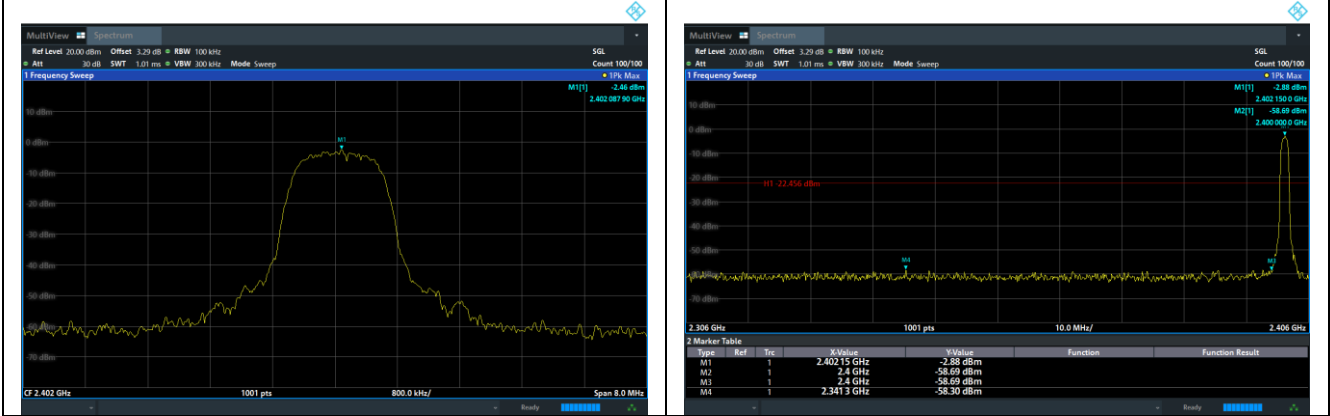 MultiView Spectrum
Ref Level 20.00 dBm Offset 3.29 dB RBW 100 kHz SGL
Att 30 dB SWT 1.01 ms VBW 300 kHz Mode Sweep Count 100/100
1 Frequency Sweep 1Pk Max
M1[1] -2.46 dBm
2.402 087 90 GHz
10 dBm
0 dBm
M1
-10 dBm
-20 dBm
-30 dBm
-40 dBm
-50 dBm
-60 dBm
-70 dBm
CF 2.402 GHz 1001 pts 800.0 kHz/ Span 8.0 MHz
Ready
MultiView Spectrum
Ref Level 20.00 dBm Offset 3.29 dB RBW 100 kHz SGL
Att 30 dB SWT 1.01 ms VBW 300 kHz Mode Sweep Count 100/100
1 Frequency Sweep 1Pk Max
M1[1] -2.88 dBm
2.402 150 0 GHz
M2[1] -58.69 dBm
2.400 000 0 GHz
10 dBm
0 dBm
-10 dBm
-20 dBm
H1 -22.456 dBm
-30 dBm
-40 dBm
-50 dBm
M4
-70 dBm
2.306 GHz 1001 pts 10.0 MHz/ 2.406 GHz
2 Marker Table
Type Ref Trc X-Value Y-Value Function Function Result
M1 1 2.402 15 GHz -2.88 dBm
M2 1 2.4 GHz -58.69 dBm
M3 1 2.4 GHz -58.69 dBm
M4 1 2.341 3 GHz -58.30 dBm
Ready